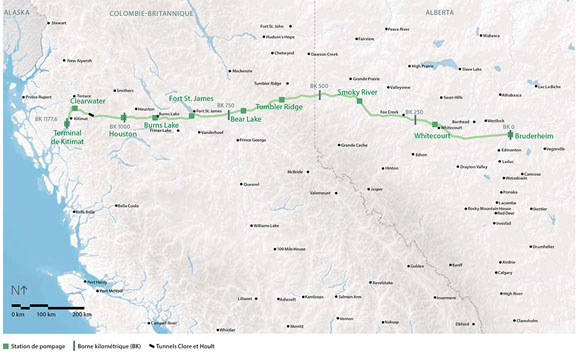 ALASKA
COLOMBIE-BRITANNIQUE
ALBERTA
Stewart
New Aiyansh
Prince Rupert
Terrace
Clearwater
Kitimat
BK 1177,6
Terminal
de Kitimat
Smithers
Houston
BK 1000
Houston
Burns Lake
Burns Lake
François Lake
Fort St. James
Fort St. James
Vanderhoof
BK 750
Bear Lake
Mackenzie
Prince George
Fort St. John
Hudson's Hope
Chetwynd
Dawson Creek
Tumbler Ridge
Tumbler Ridge
BK 500
Fairview
Peace River
Wabasca
High Prairie
Slave Lake
Grande Prairie
Valleyview
Smoky River
Swan Hills
Athabasca
Lac La Biche
Fox Creek
BK 250
Barrhead
Westlock
Whitecourt
Whitecourt
BK 0
Bruderheim
Edmonton
Vegreville
Leduc
Grande Cache
Edson
Hinton
Drayton Valley
Camrose
Wetaskiwin
Ponoka
Jasper
McBride
Valemount
Quesnel
Lacombe
Rocky Mountain House
Red Deer
Stettler
Innisfail
Bella Bella
Bella Coola
Williams Lake
100 Mile House
Drumheller
Airdrie
Banff
Golden
Calgary
Revelstoke
High River
Invermere
Port Hardy
Port McNeil
Lillooet
Ashcroft
Kamloops
Salmon Arm
Vernon
Nakusp
Elkford
Claresholm
Campbell River
Whistler
Merritt
N↑
0 km
100 km
200 km
Station de pompage
Borne kilométrique (BK)
Tunnels Clore et Hoult